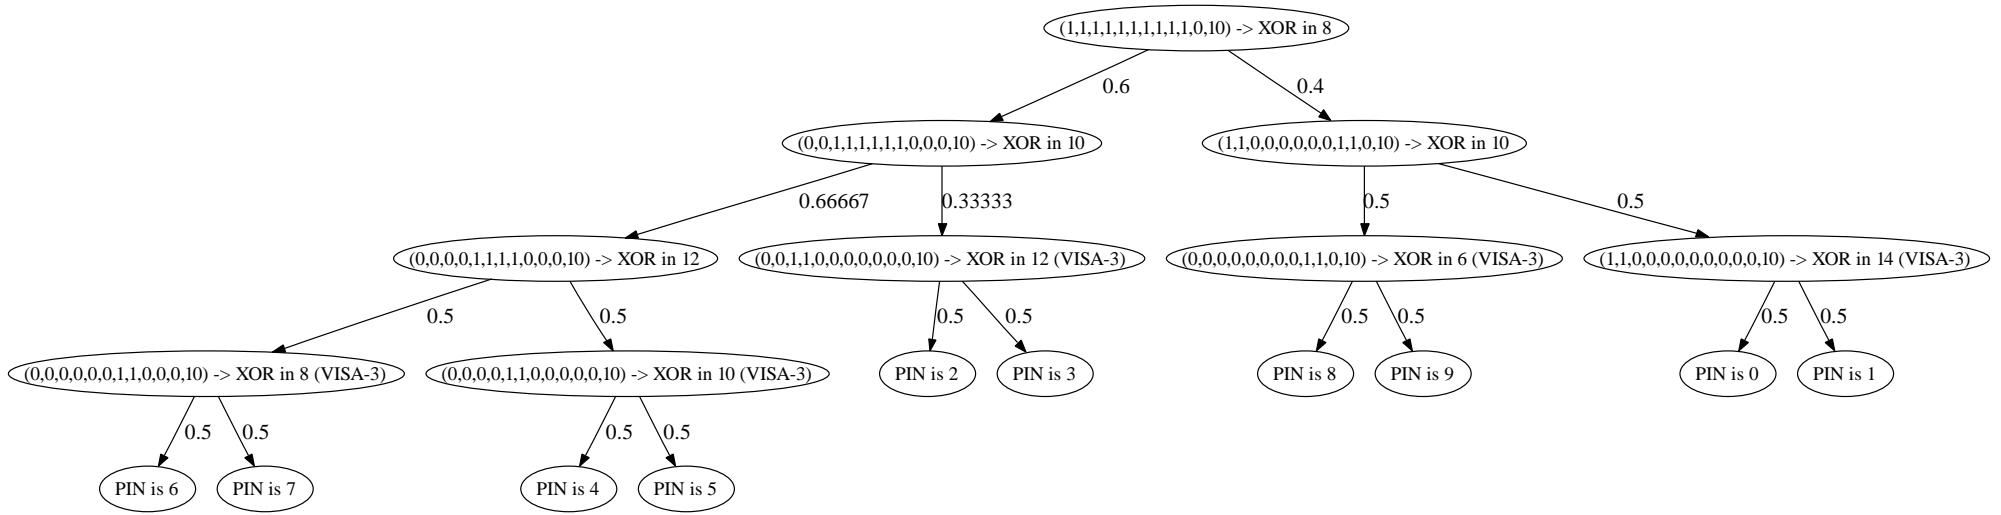 (1,1,1,1,1,1,1,1,1,1,0,10) -> XOR in 8
0.6
0.4
(0,0,1,1,1,1,1,1,0,0,0,10) -> XOR in 10
(1,1,0,0,0,0,0,0,1,1,0,10) -> XOR in 10
0.66667
0.33333
0.5
0.5
(0,0,0,0,1,1,1,1,0,0,0,10) -> XOR in 12
(0,0,1,1,0,0,0,0,0,0,0,10) -> XOR in 12 (VISA-3)
(0,0,0,0,0,0,0,0,1,1,0,10) -> XOR in 6 (VISA-3)
(1,1,0,0,0,0,0,0,0,0,0,10) -> XOR in 14 (VISA-3)
0.5
0.5
0.5
0.5
0.5
0.5
0.5
0.5
(0,0,0,0,0,0,1,1,0,0,0,10) -> XOR in 8 (VISA-3)
(0,0,0,0,1,1,0,0,0,0,0,10) -> XOR in 10 (VISA-3)
PIN is 2
PIN is 3
PIN is 8
PIN is 9
PIN is 0
PIN is 1
0.5
0.5
0.5
0.5
PIN is 6
PIN is 7
PIN is 4
PIN is 5